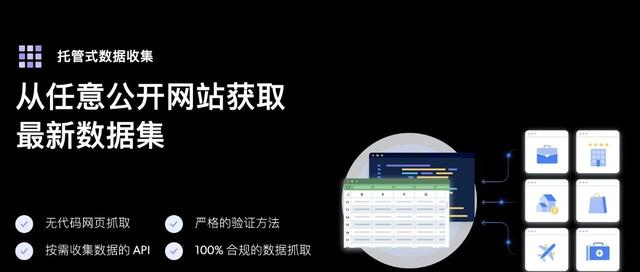 托管式数据收集
从任意公开网站获取
最新数据集
无代码网页抓取
严格的验证方法
按需收集数据的 API
100% 合规的数据抓取
D E F G